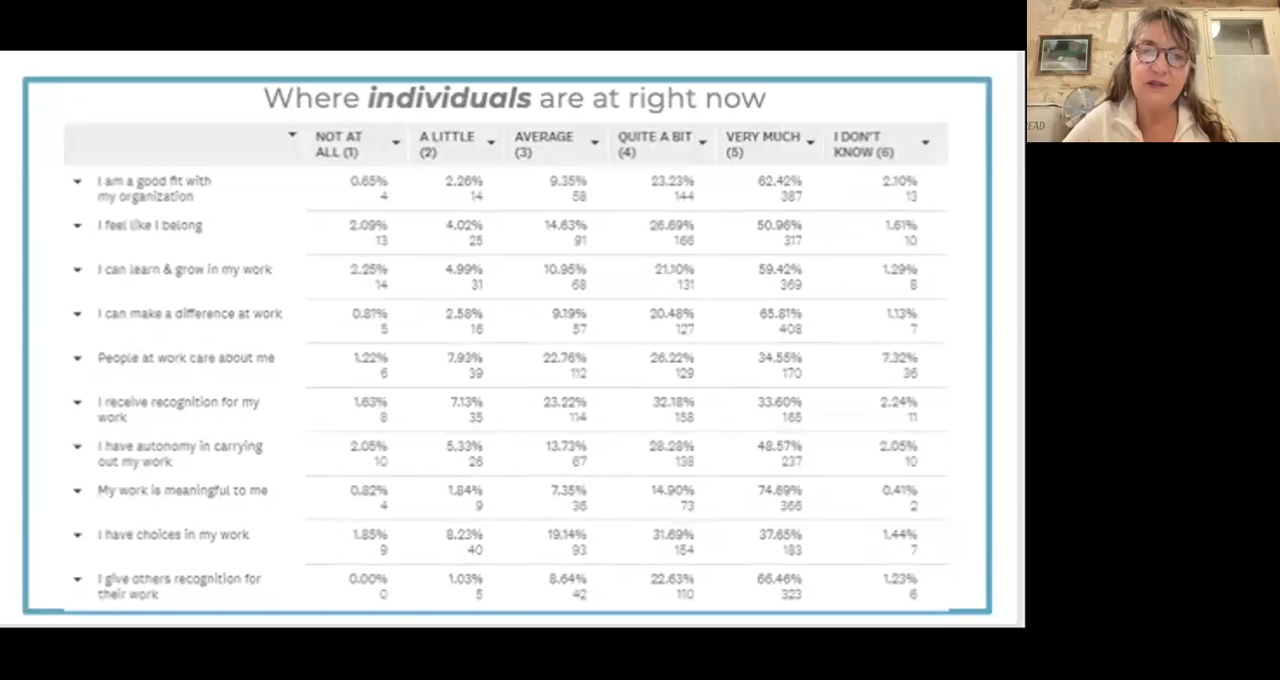 Where individuals are at right now
NOT AT ALL (1) A LITTLE (2) AVERAGE (3) QUITE A BIT (4) VERY MUCH (5) I DON'T KNOW (6)
I am a good fit with my organization 0.65% 2.26% 9.35% 23.23% 62.42% 2.10%
4 14 58 144 387 13
I feel like I belong 2.09% 4.02% 14.63% 26.69% 50.96% 1.61%
13 25 91 166 317 10
I can learn & grow in my work 2.25% 4.99% 10.95% 21.10% 59.42% 1.29%
14 31 68 131 369 8
I can make a difference at work 0.81% 2.58% 9.19% 20.48% 65.81% 1.13%
5 16 57 127 408 7
People at work care about me 1.22% 7.93% 22.76% 26.22% 34.55% 7.32%
6 39 112 129 170 36
I receive recognition for my work 1.63% 7.13% 23.22% 32.18% 33.60% 2.24%
8 35 114 158 165 11
I have autonomy in carrying out my work 2.05% 5.33% 13.73% 28.28% 48.57% 2.05%
10 26 67 138 237 10
My work is meaningful to me 0.82% 1.84% 7.35% 14.90% 74.69% 0.41%
4 9 36 73 366 2
I have choices in my work 1.85% 8.23% 19.14% 31.69% 37.65% 1.44%
9 40 93 154 183 7
I give others recognition for their work 0.00% 1.03% 8.64% 22.63% 66.46% 1.23%
0 5 42 110 323 6